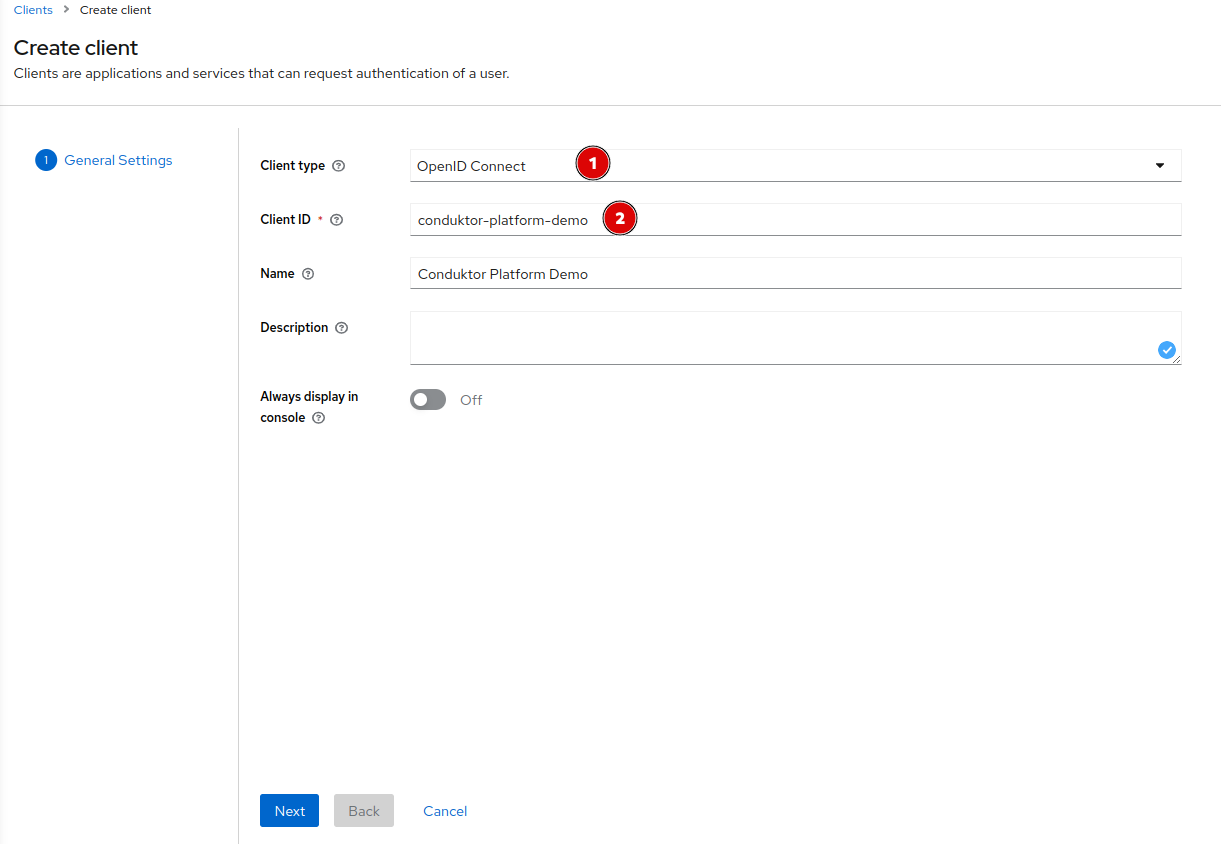 Clients > Create client
Create client
Clients are applications and services that can request authentication of a user.
1 General Settings
Client type OpenID Connect 1
Client ID * conduktor-platform-demo 2
Name Conduktor Platform Demo
Description
Always display in
console
Off
Next Back Cancel